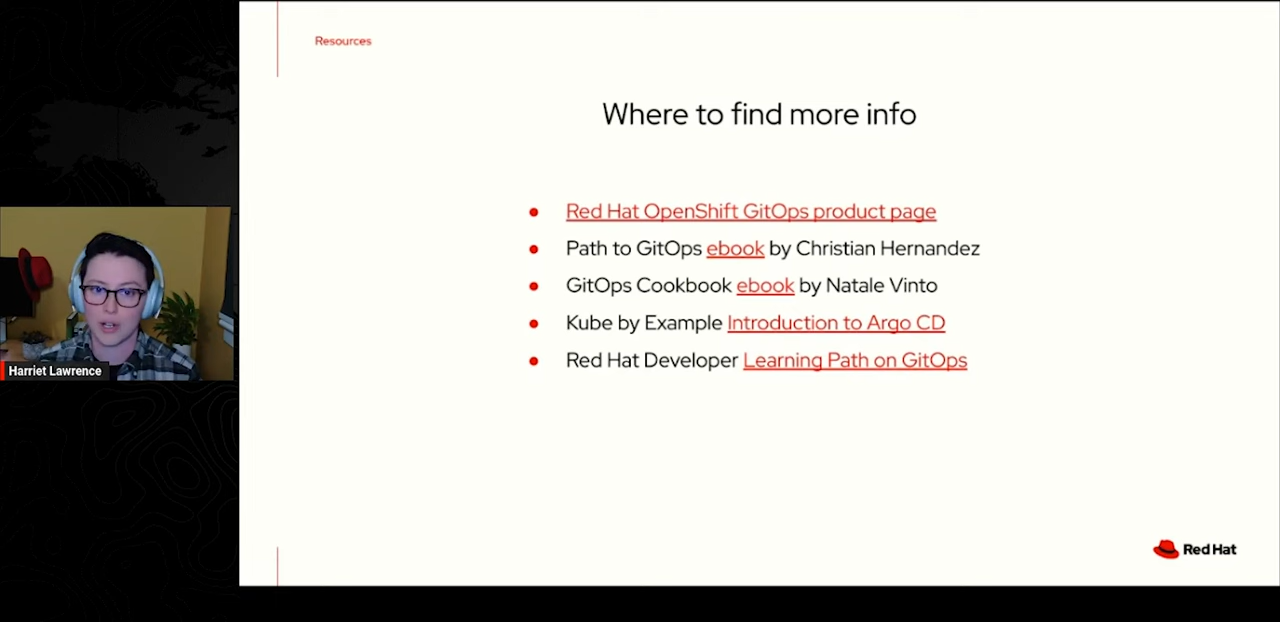 Resources
Where to find more info
Red Hat OpenShift GitOps product page
Path to GitOps ebook by Christian Hernandez
GitOps Cookbook ebook by Natale Vinto
Kube by Example Introduction to Argo CD
Red Hat Developer Learning Path on GitOps
Harriet Lawrence
Red Hat